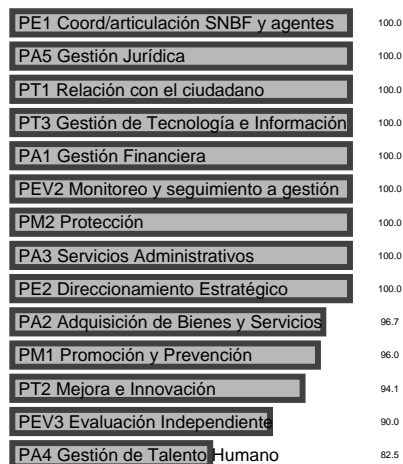 PE1 Coord/articulación SNBF y agentes 100.0
PA5 Gestión Jurídica 100.0
PT1 Relación con el ciudadano 100.0
PT3 Gestión de Tecnología e Información 100.0
PA1 Gestión Financiera 100.0
PEV2 Monitoreo y seguimiento a gestión 100.0
PM2 Protección 100.0
PA3 Servicios Administrativos 100.0
PE2 Direccionamiento Estratégico 100.0
PA2 Adquisición de Bienes y Servicios 96.7
PM1 Promoción y Prevención 96.0
PT2 Mejora e Innovación 94.1
PEV3 Evaluación Independiente 90.0
PA4 Gestión de Talento Humano 82.5